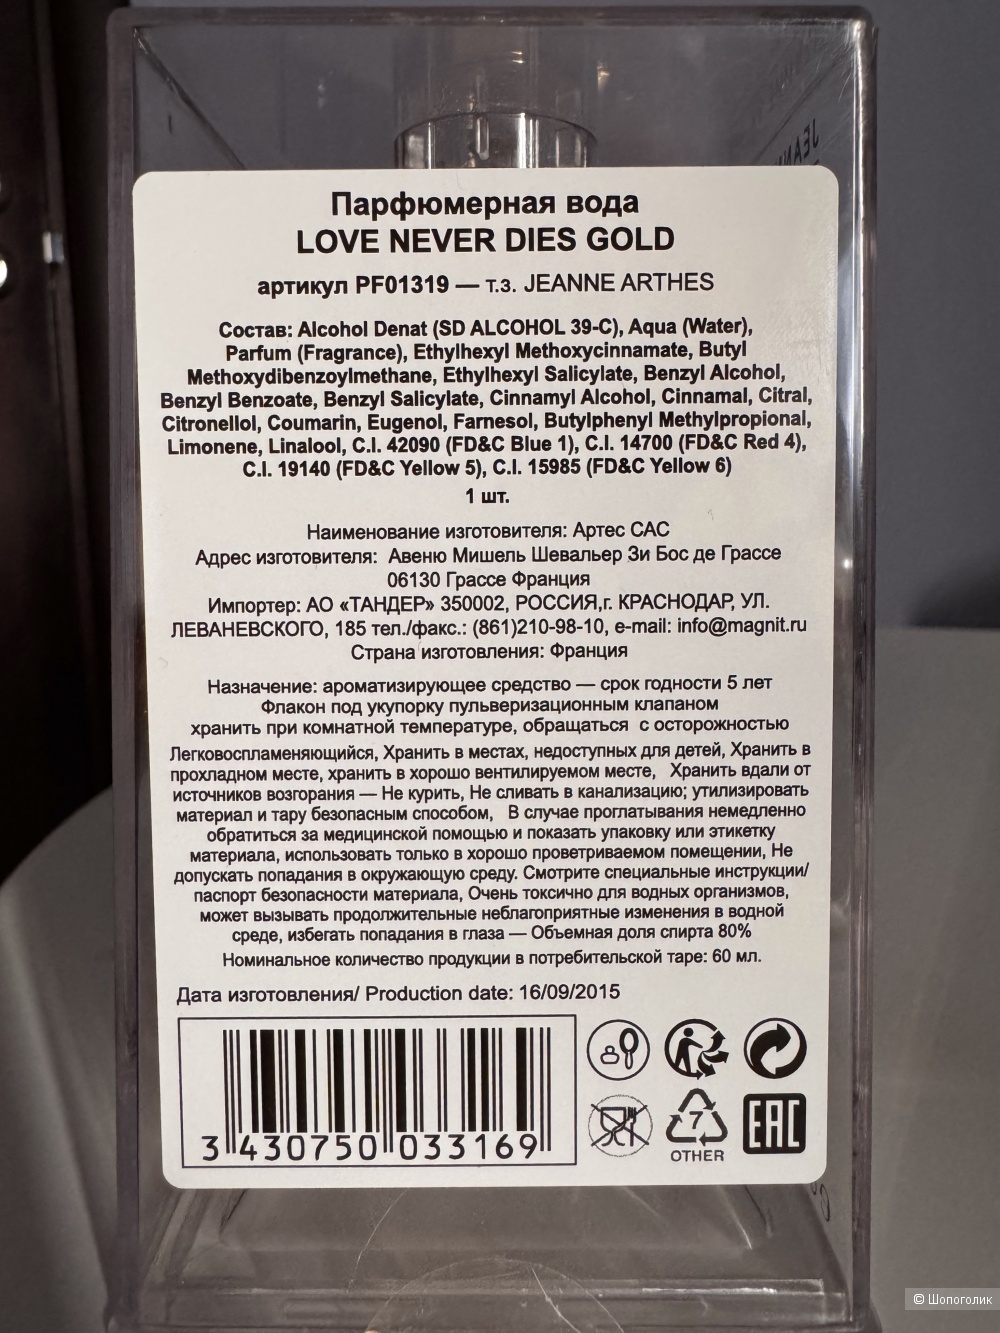 Парфюмерная вода
LOVE NEVER DIES GOLD
артикул PF01319 — т.з. JEANNE ARTHES
Состав: Alcohol Denat (SD ALCOHOL 39-C), Aqua (Water),
Parfum (Fragrance), Ethylhexyl Methoxycinnamate, Butyl
Methoxydibenzoylmethane, Ethylhexyl Salicylate, Benzyl Alcohol,
Benzyl Benzoate, Benzyl Salicylate, Cinnamyl Alcohol, Cinnamal, Citral,
Citronellol, Coumarin, Eugenol, Farnesol, Butylphenyl Methylpropional,
Limonene, Linalool, C.I. 42090 (FD&C Blue 1), C.I. 14700 (FD&C Red 4),
C.I. 19140 (FD&C Yellow 5), C.I. 15985 (FD&C Yellow 6)
1 шт.
Наименование изготовителя: Артес САС
Адрес изготовителя: Авеню Мишель Шевальер Зи Бос де Грассе
06130 Грассе Франция
Импортер: АО «ТАНДЕР» 350002, РОССИЯ,г. КРАСНОДАР, УЛ.
ЛЕВАНЕВСКОГО, 185 тел./факс.: (861)210-98-10, e-mail: info@magnit.ru
Страна изготовления: Франция
Назначение: ароматизирующее средство — срок годности 5 лет
Флакон под укупорку пульверизационным клапаном
хранить при комнатной температуре, обращаться с осторожностью
Легковоспламеняющийся, Хранить в местах, недоступных для детей, Хранить в
прохладном месте, хранить в хорошо вентилируемом месте, Хранить вдали от
источников возгорания — Не курить, Не сливать в канализацию; утилизировать
материал и тару безопасным способом, В случае проглатывания немедленно
обратиться за медицинской помощью и показать упаковку или этикетку
материала, использовать только в хорошо проветриваемом помещении, Не
допускать попадания в окружающую среду. Смотрите специальные инструкции/
паспорт безопасности материала, Очень токсично для водных организмов,
может вызывать продолжительные неблагоприятные изменения в водной
среде, избегать попадания в глаза — Объемная доля спирта 80%
Номинальное количество продукции в потребительской таре: 60 мл.
Дата изготовления/ Production date: 16/09/2015
3 430750 033169
7
OTHER
EAC
© Шопоголик